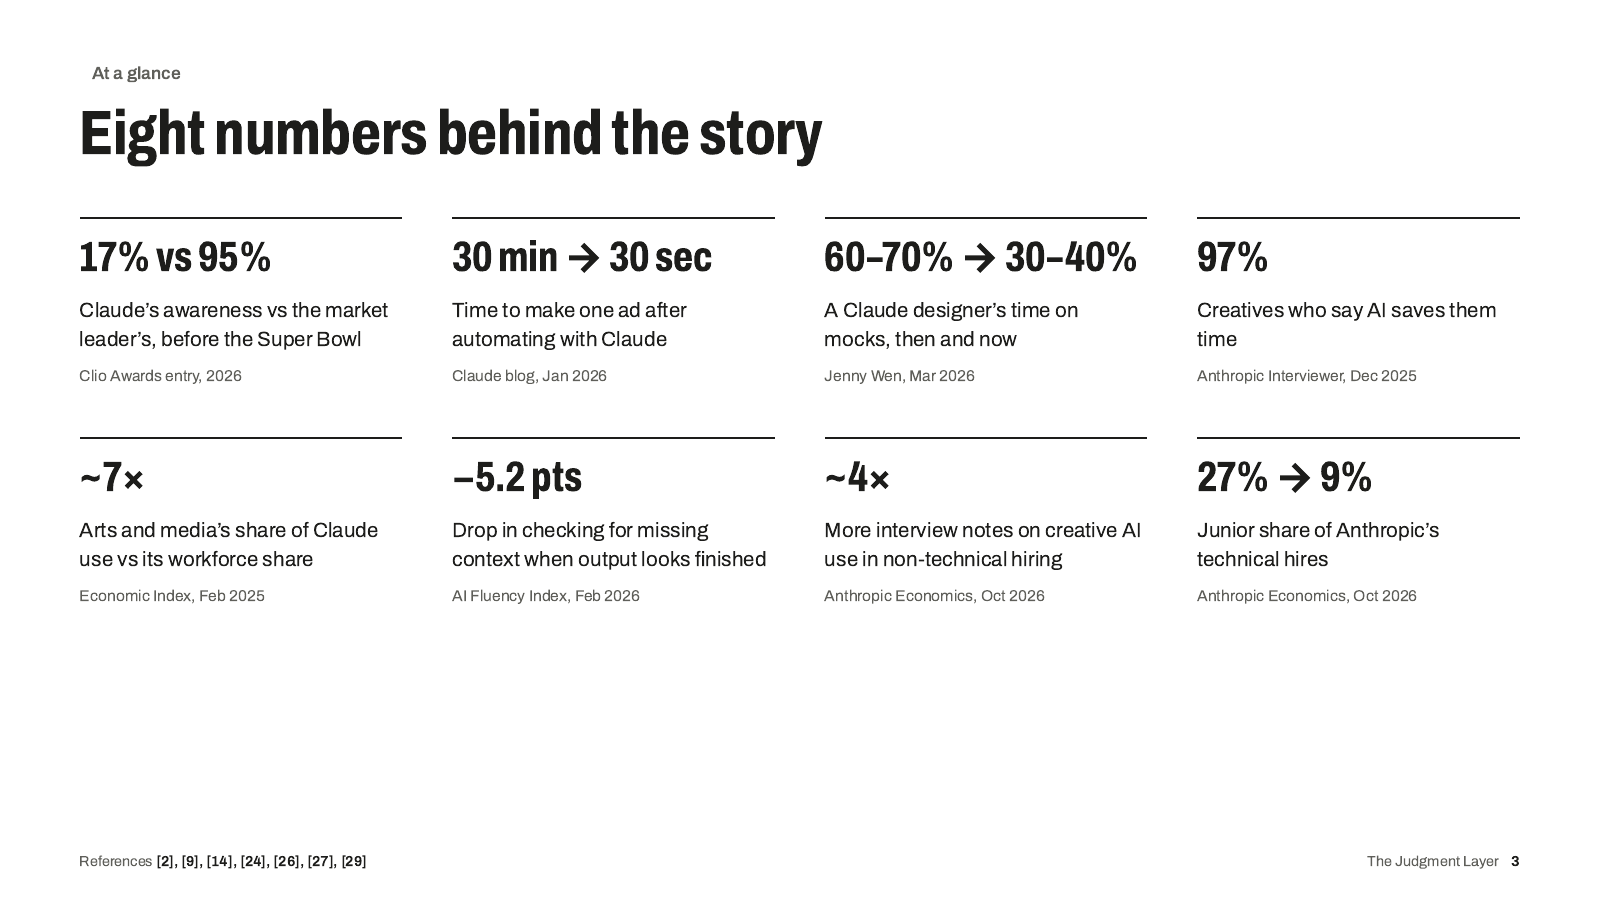 At a glance
Eight numbers behind the story
17% vs 95%
Claude’s awareness vs the market
leader’s, before the Super Bowl
Clio Awards entry, 2026
30 min → 30 sec
Time to make one ad after
automating with Claude
Claude blog, Jan 2026
60–70% → 30–40%
A Claude designer’s time on
mocks, then and now
Jenny Wen, Mar 2026
97%
Creatives who say AI saves them
time
Anthropic Interviewer, Dec 2025
~7×
Arts and media’s share of Claude
use vs its workforce share
Economic Index, Feb 2025
−5.2 pts
Drop in checking for missing
context when output looks finished
AI Fluency Index, Feb 2026
~4×
More interview notes on creative AI
use in non-technical hiring
Anthropic Economics, Oct 2026
27% → 9%
Junior share of Anthropic’s
technical hires
Anthropic Economics, Oct 2026
References [2], [9], [14], [24], [26], [27], [29]
The Judgment Layer 3